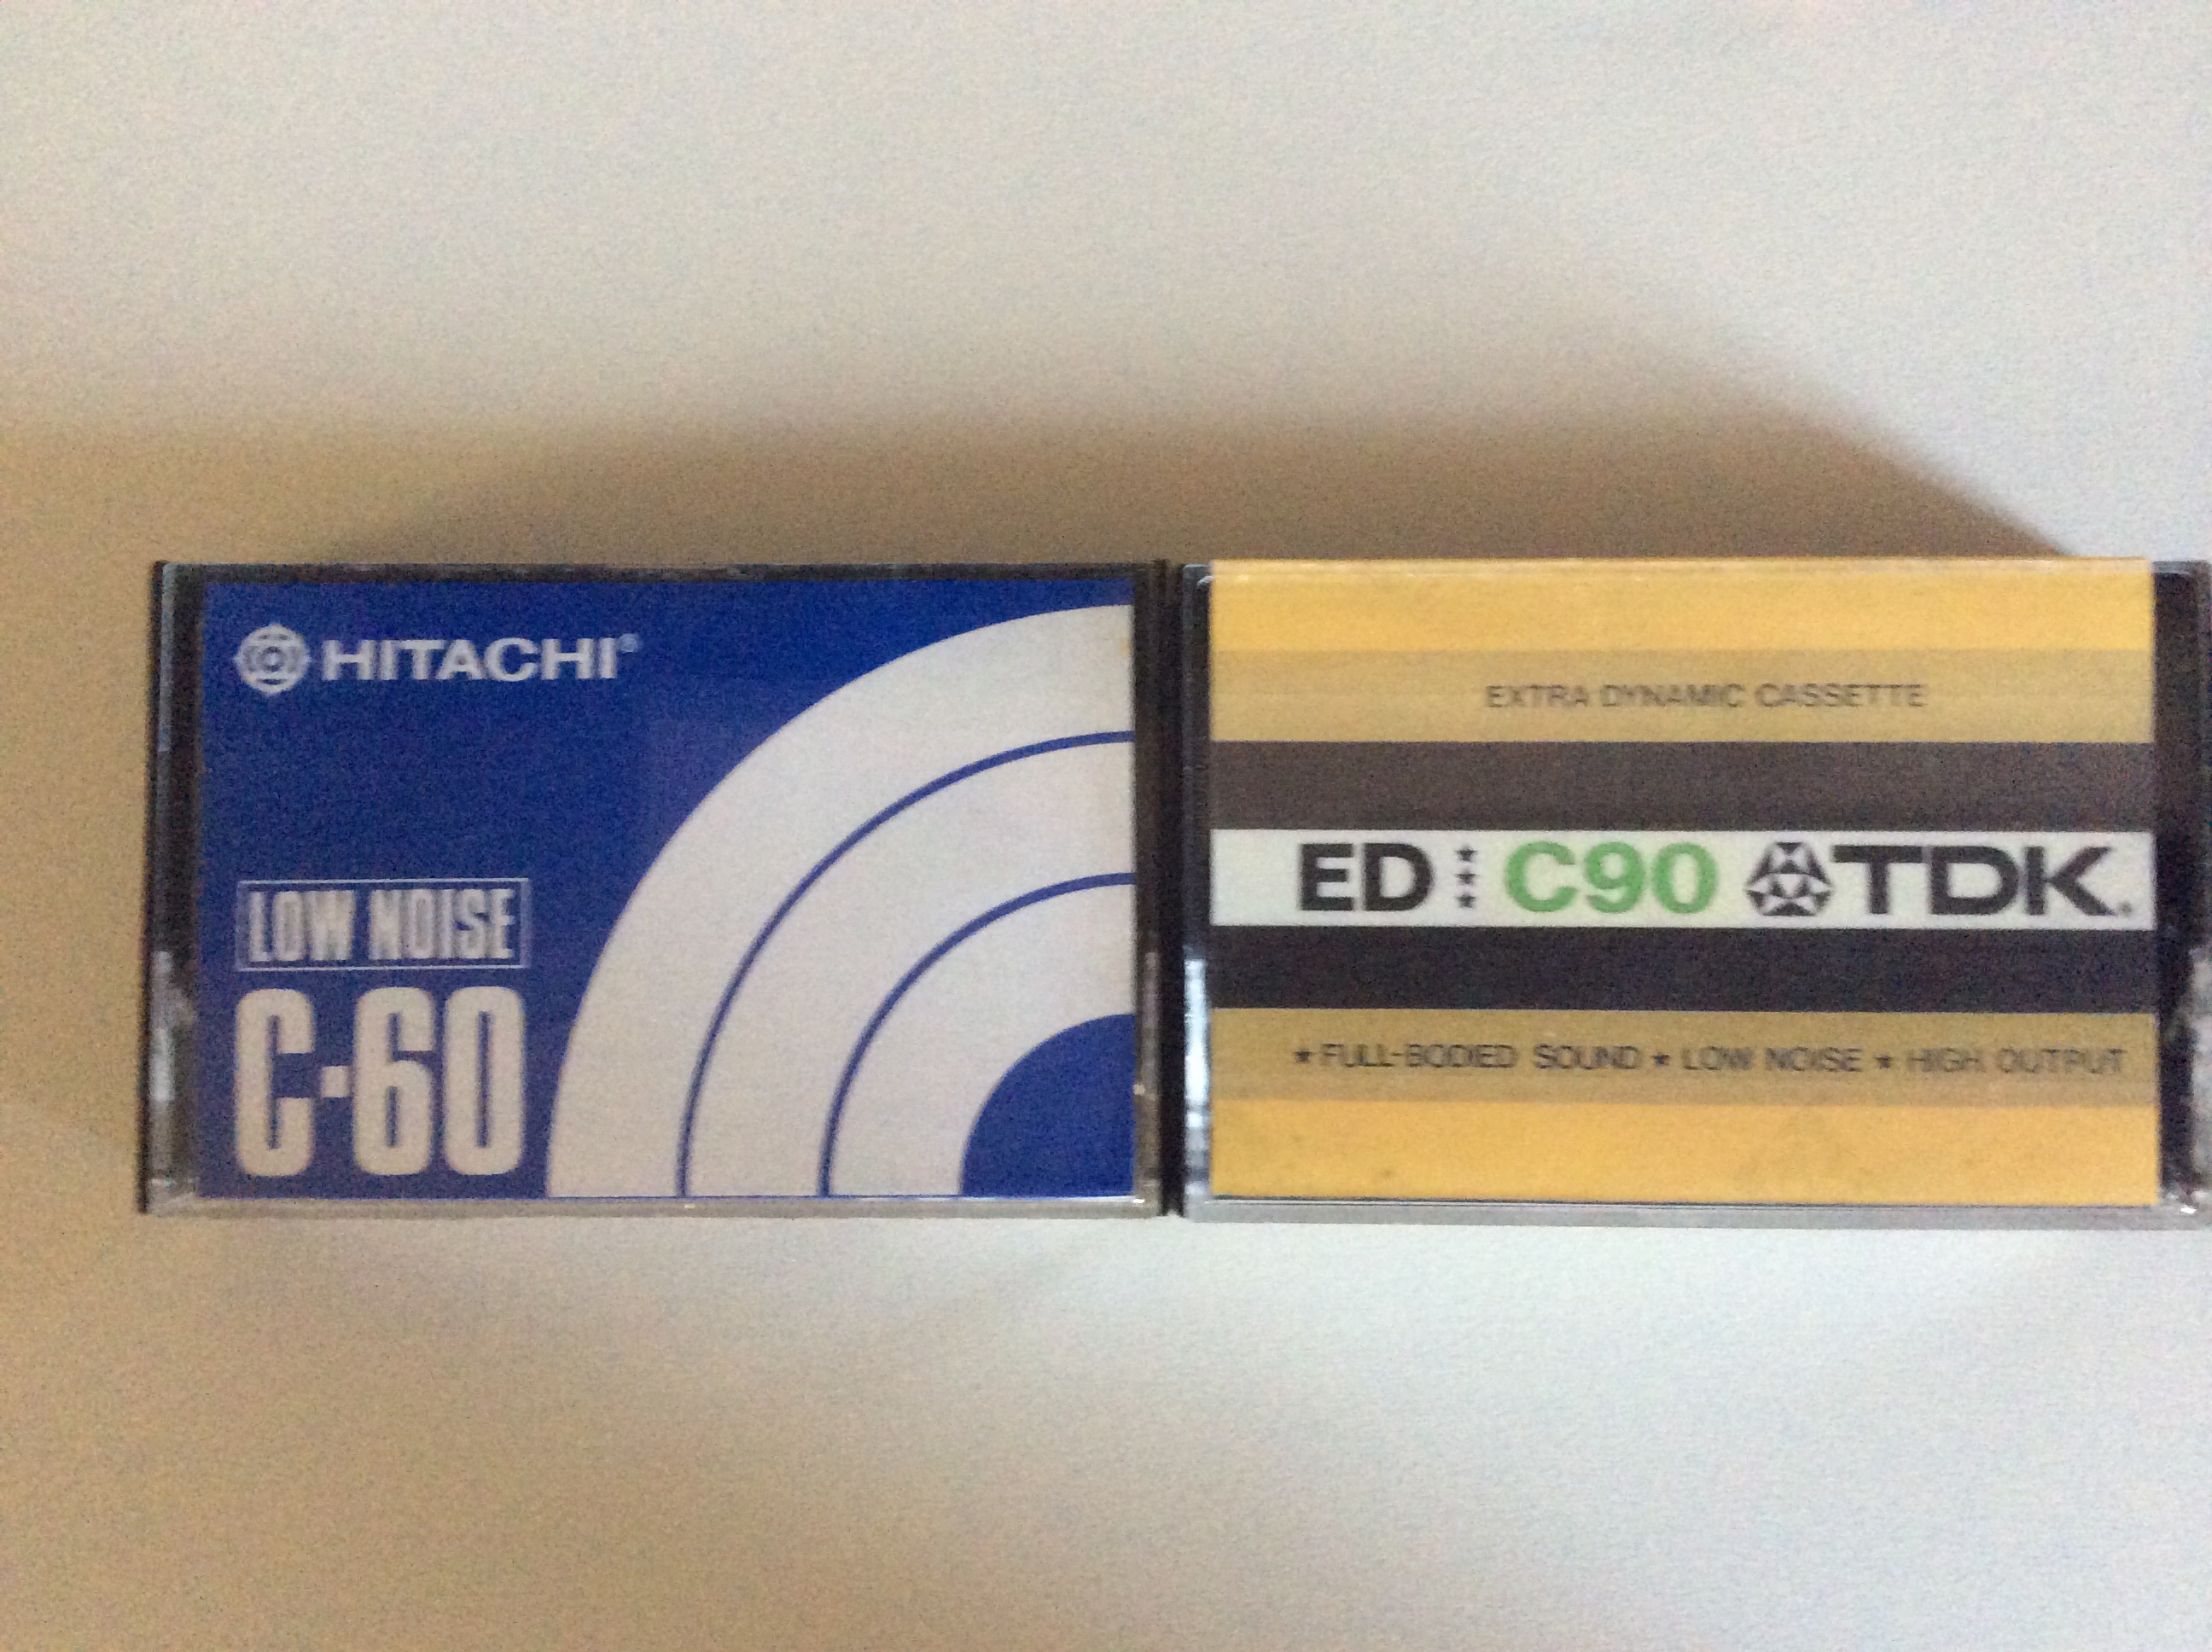 HITACHI®
LOW NOISE
C-60
EXTRA DYNAMIC CASSETTE
ED ★★★ C90 TDK®
★ FULL-BODIED SOUND ★ LOW NOISE ★ HIGH OUTPUT